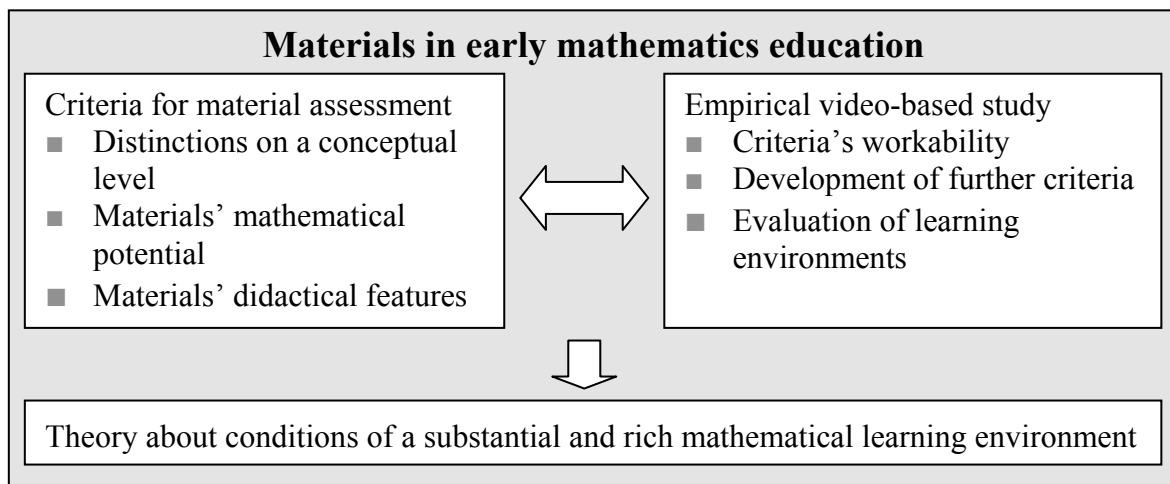 Materials in early mathematics education
Criteria for material assessment
■ Distinctions on a conceptual
level
■ Materials' mathematical
potential
■ Materials' didactical features
Empirical video-based study
■ Criteria's workability
■ Development of further criteria
■ Evaluation of learning
environments
Theory about conditions of a substantial and rich mathematical learning environment